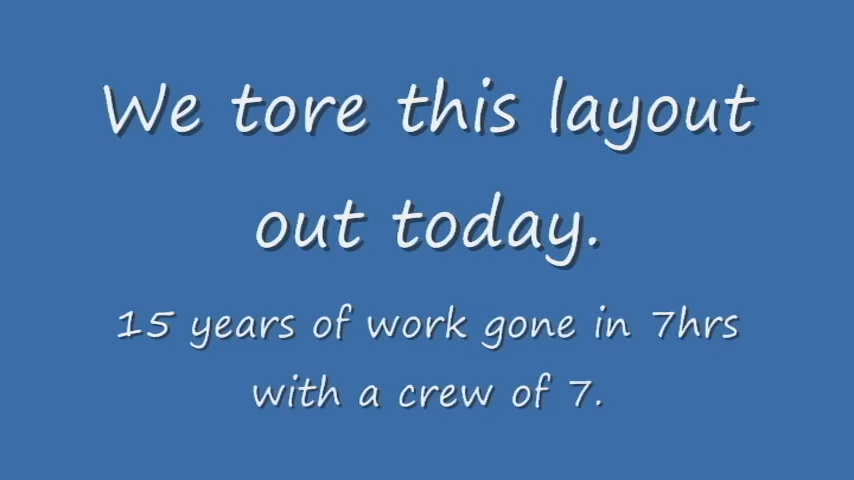 We tore this layout
out today.
15 years of work gone in 7hrs
with a crew of 7.